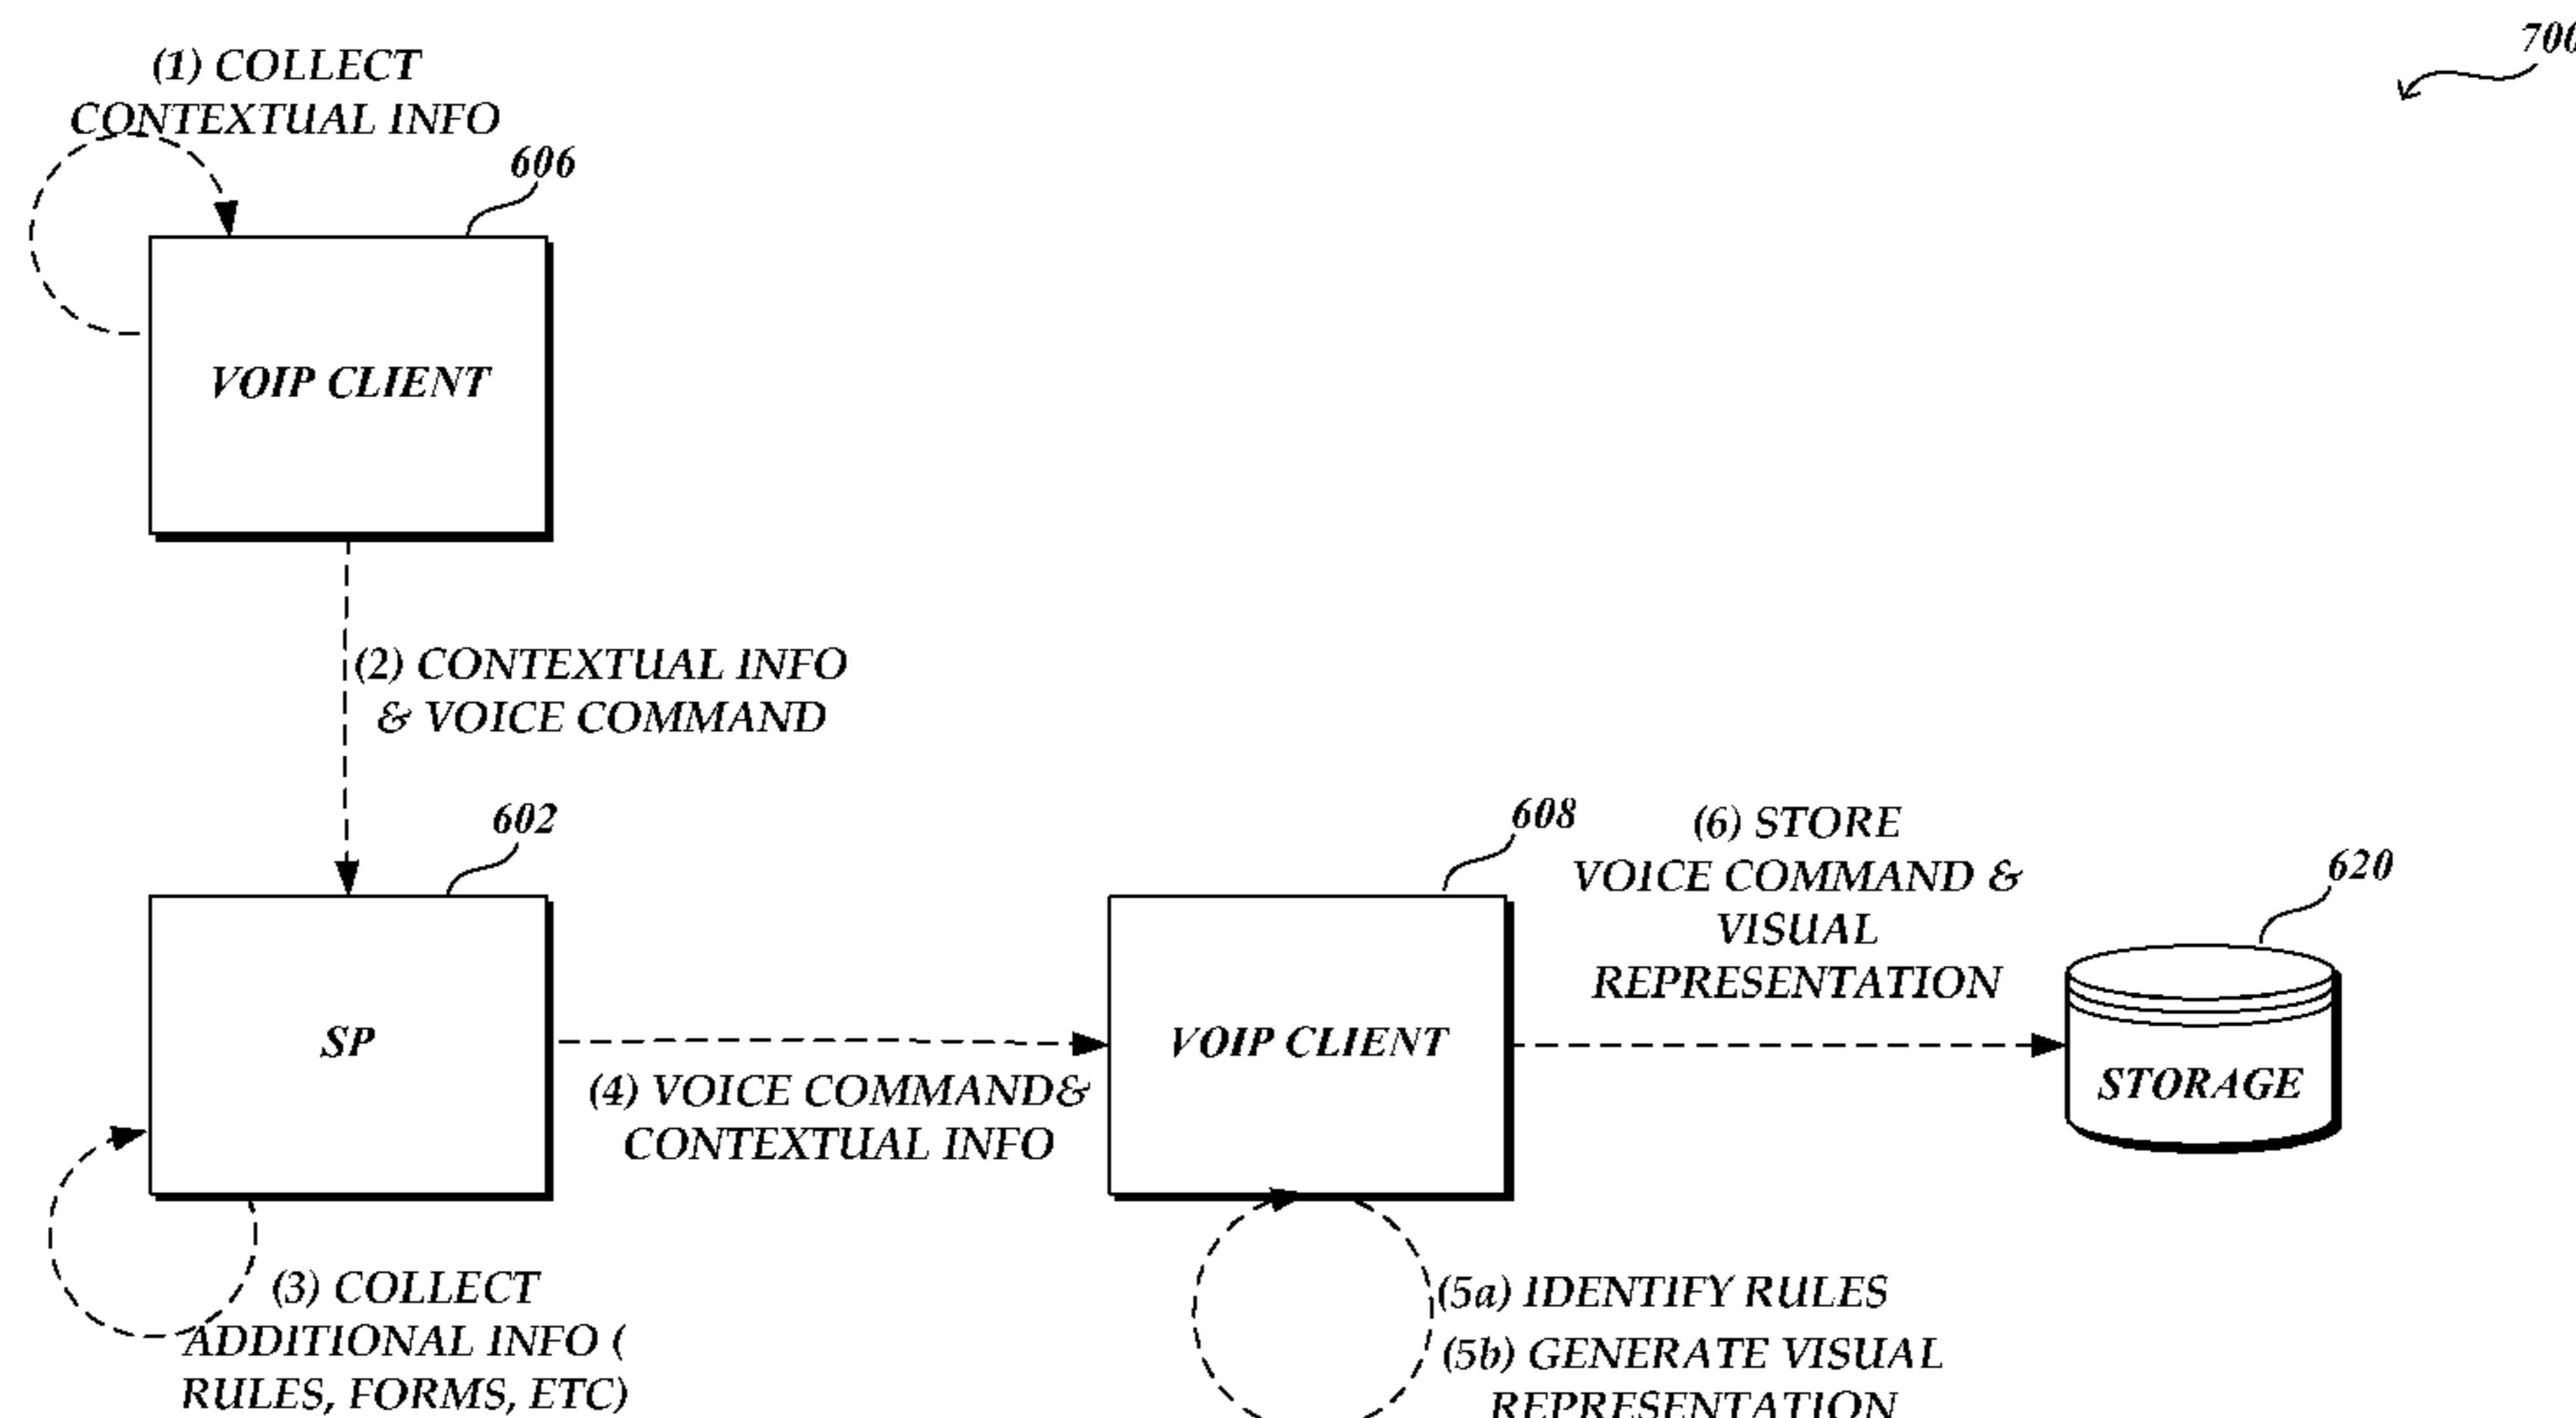 700
(1) COLLECT
CONTEXTUAL INFO
606
VOIP CLIENT
(2) CONTEXTUAL INFO
& VOICE COMMAND
602
SP
(3) COLLECT
ADDITIONAL INFO (
RULES, FORMS, ETC)
(4) VOICE COMMAND&
CONTEXTUAL INFO
608
VOIP CLIENT
(5a) IDENTIFY RULES
(5b) GENERATE VISUAL
REPRESENTATION
(6) STORE
VOICE COMMAND &
VISUAL
REPRESENTATION
620
STORAGE